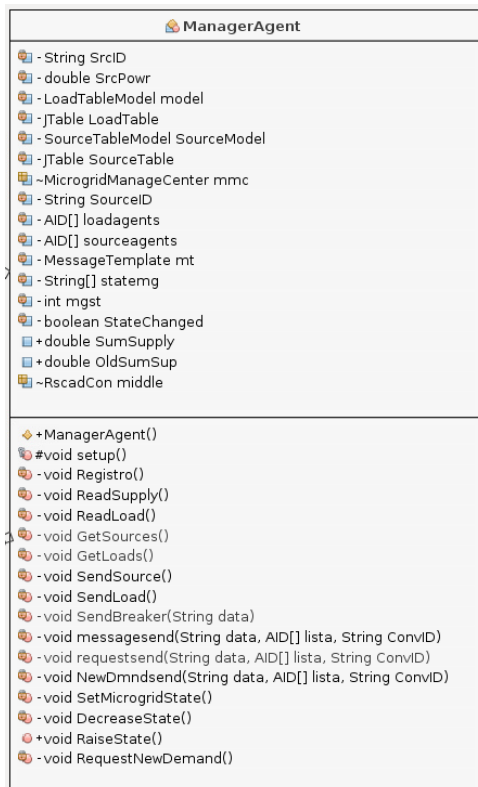 ManagerAgent
- String SrcID
- double SrcPowr
- LoadTableModel model
- JTable LoadTable
- SourceTableModel SourceModel
- JTable SourceTable
~MicrogridManageCenter mmc
- String SourceID
- AID[] loadagents
- AID[] sourceagents
- MessageTemplate mt
- String[] statemg
- int mgst
- boolean StateChanged
+double SumSupply
+double OldSumSup
~RscadCon middle
+ManagerAgent()
#void setup()
- void Registro()
- void ReadSupply()
- void ReadLoad()
- void GetSources()
- void GetLoads()
- void SendSource()
- void SendLoad()
- void SendBreaker(String data)
- void messagesend(String data, AID[] lista, String ConvID)
- void requestsend(String data, AID[] lista, String ConvID)
- void NewDmndsend(String data, AID[] lista, String ConvID)
- void SetMicrogridState()
- void DecreaseState()
+void RaiseState()
- void RequestNewDemand()